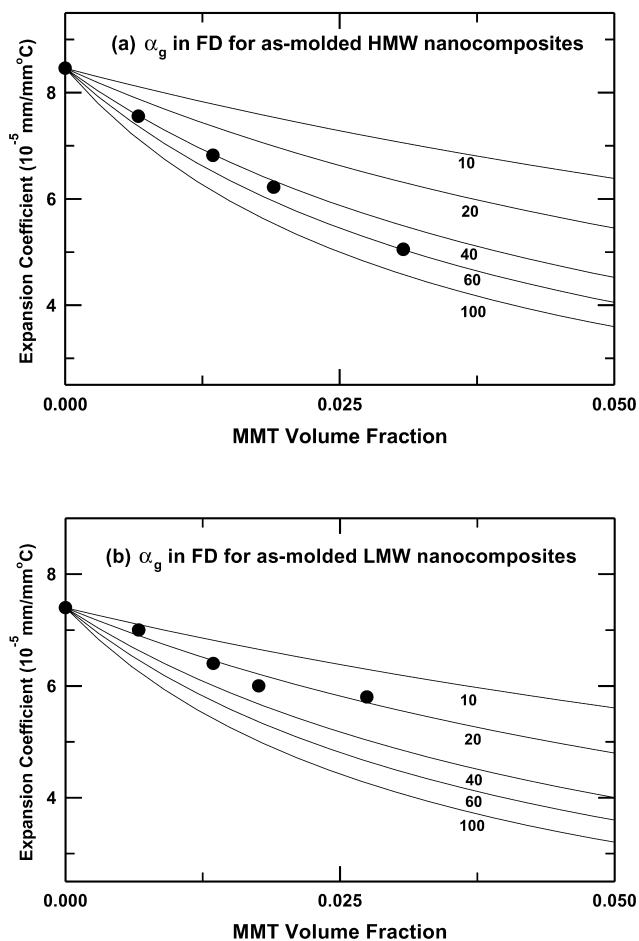 (a) αg in FD for as-molded HMW nanocomposites
8
6
4
Expansion Coefficient (10-5 mm/mm°C)
10
20
40
60
100
0.000 0.025 0.050
MMT Volume Fraction
(b) αg in FD for as-molded LMW nanocomposites
8
6
4
Expansion Coefficient (10-5 mm/mm°C)
10
20
40
60
100
0.000 0.025 0.050
MMT Volume Fraction